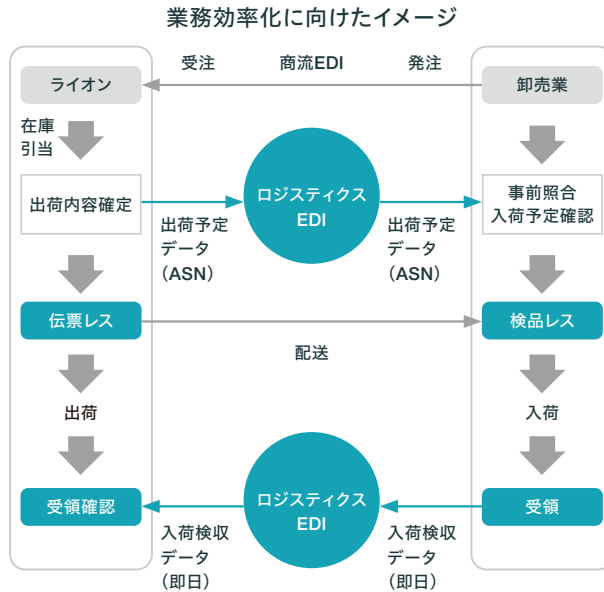 業務効率化に向けたイメージ
受注
商流EDI
発注
ライオン
卸売業
在庫
引当
出荷内容確定
ロジスティクス
EDI
事前照合
入荷予定確認
出荷予定
データ
（ASN）
出荷予定
データ
（ASN）
伝票レス
検品レス
配送
出荷
入荷
受領確認
ロジスティクス
EDI
受領
入荷検収
データ
（即日）
入荷検収
データ
（即日）